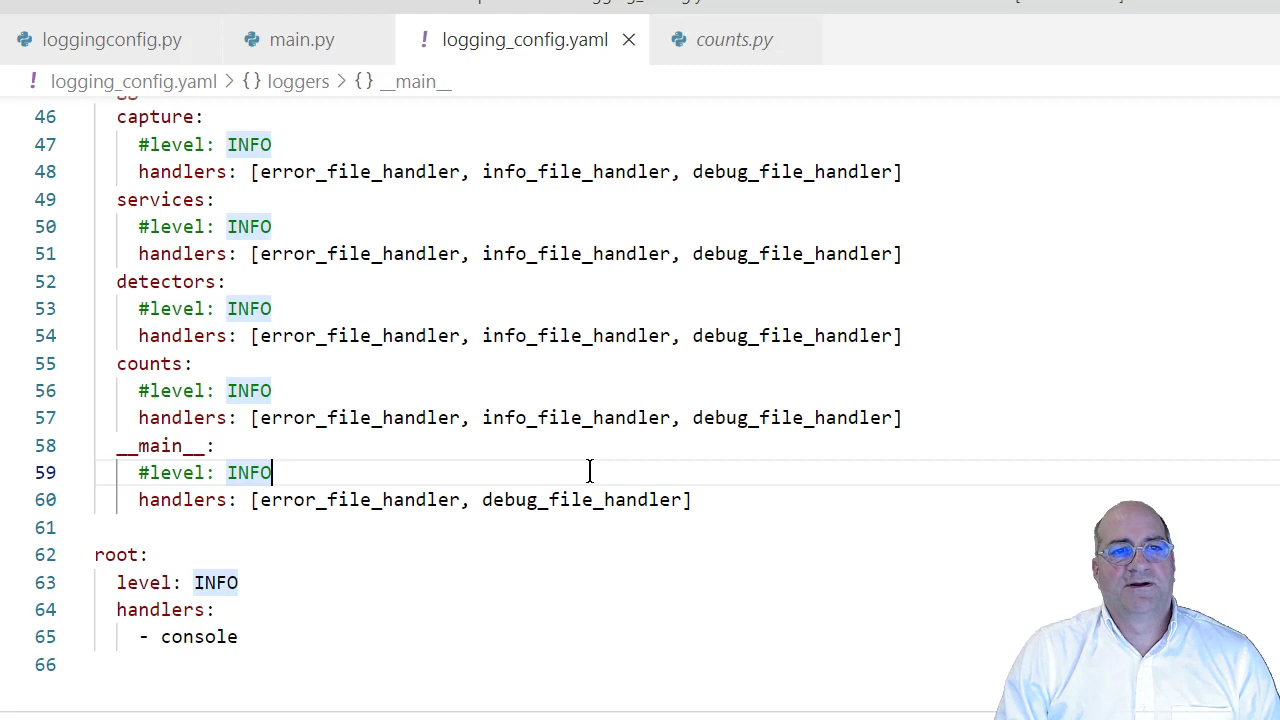 loggingconfig.py main.py ! logging_config.yaml × counts.py
! logging_config.yaml > {} loggers > {} __main__
46 capture:
47 #level: INFO
48 handlers: [error_file_handler, info_file_handler, debug_file_handler]
49 services:
50 #level: INFO
51 handlers: [error_file_handler, info_file_handler, debug_file_handler]
52 detectors:
53 #level: INFO
54 handlers: [error_file_handler, info_file_handler, debug_file_handler]
55 counts:
56 #level: INFO
57 handlers: [error_file_handler, info_file_handler, debug_file_handler]
58 __main__:
59 #level: INFO
60 handlers: [error_file_handler, debug_file_handler]
61
62 root:
63 level: INFO
64 handlers:
65 - console
66